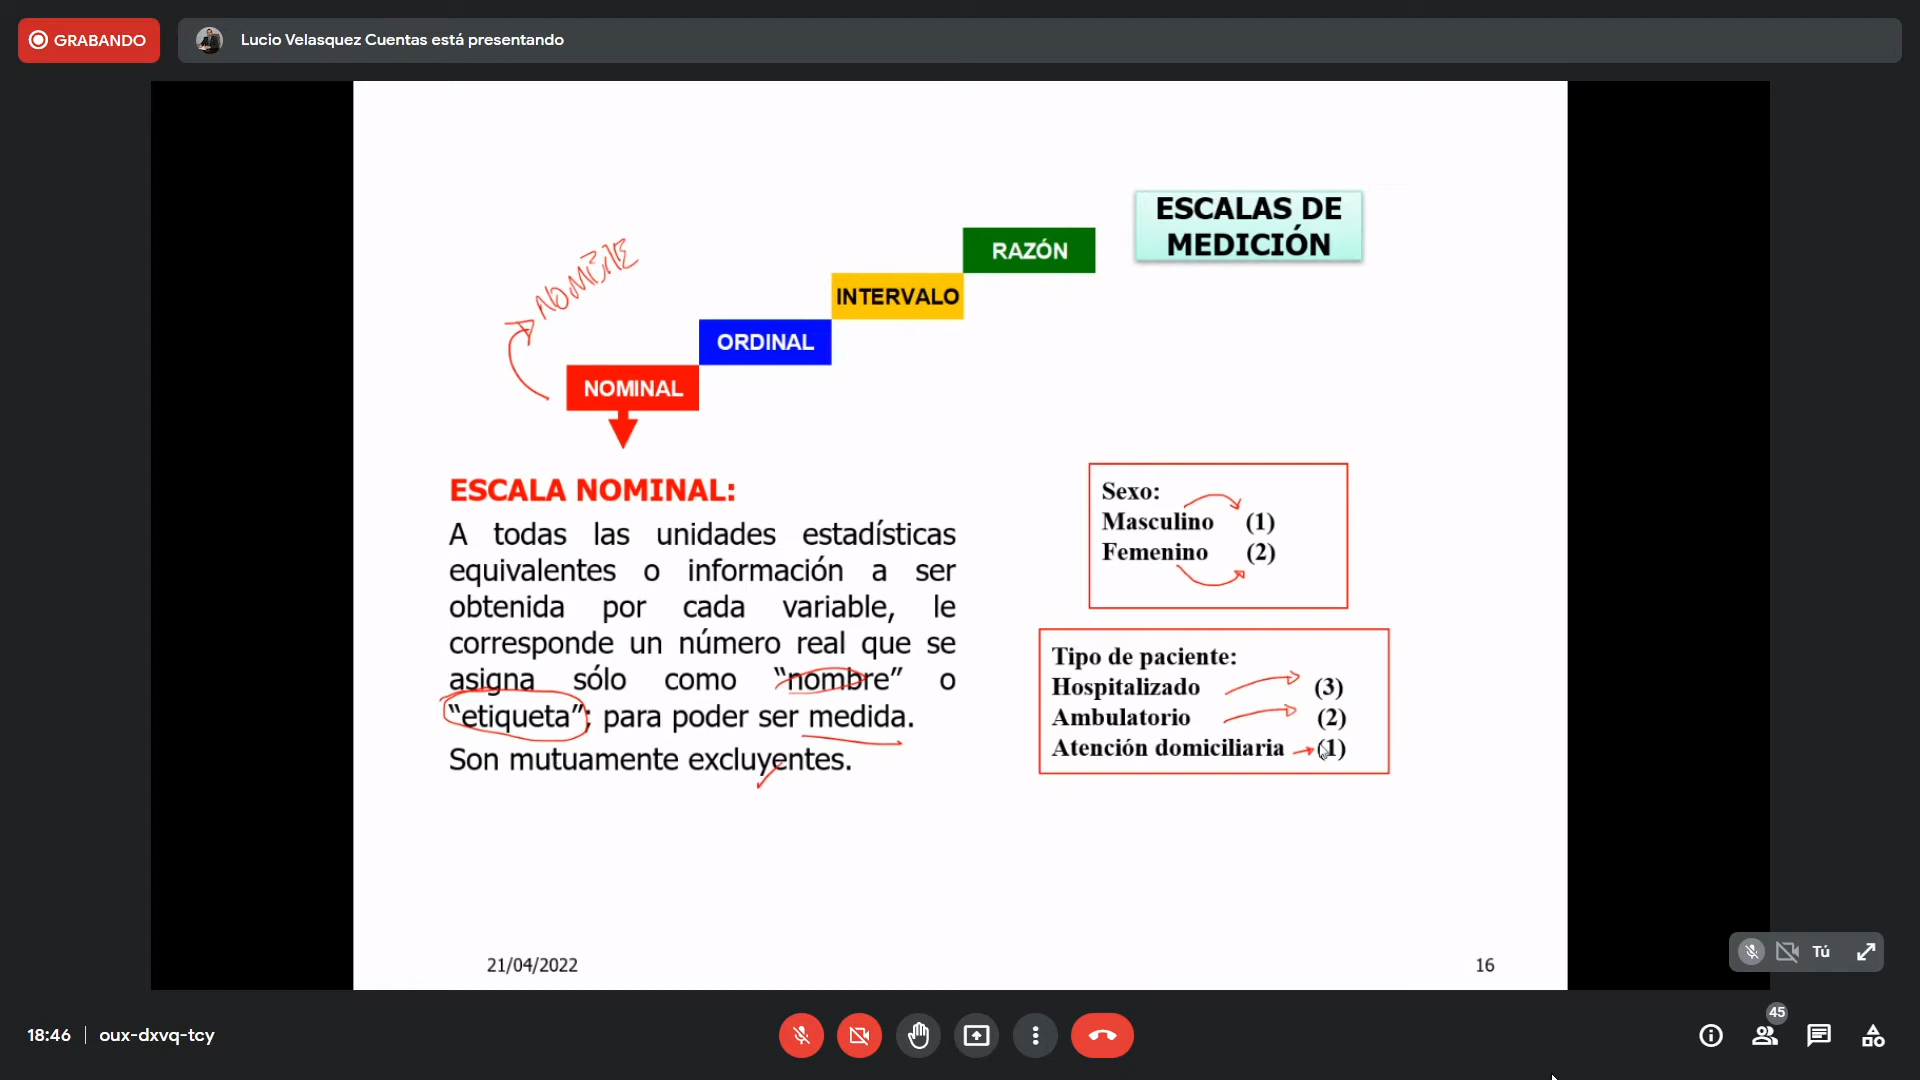 GRABANDO
Lucio Velasquez Cuentas está presentando
ESCALAS DE
MEDICIÓN
RAZÓN
INTERVALO
ORDINAL
NOMINAL
ESCALA NOMINAL:
A todas las unidades estadísticas
equivalentes o información a ser
obtenida por cada variable, le
corresponde un número real que se
asigna sólo como “nombre” o
“etiqueta”; para poder ser medida.
Son mutuamente excluyentes.
Sexo:
Masculino (1)
Femenino (2)
Tipo de paciente:
Hospitalizado (3)
Ambulatorio (2)
Atención domiciliaria (1)
21/04/2022
16
Tú
18:46
oux-dxvq-tcy
45